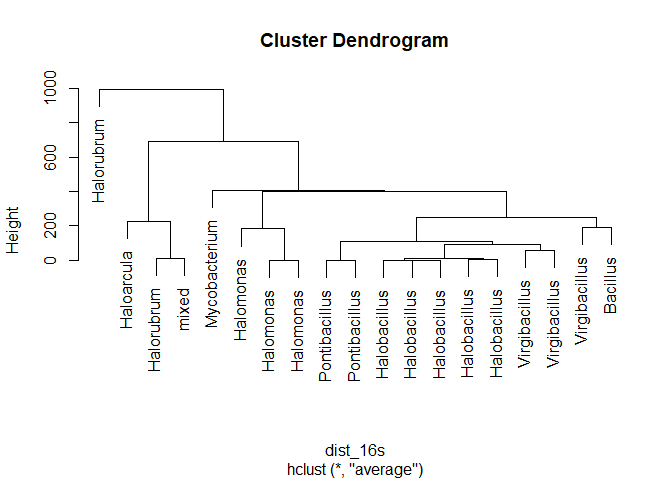 Cluster Dendrogram
Height
1000
600
200
0
Halorubrum
Haloarcula
Halorubrum
mixed
Mycobacterium
Halomonas
Halomonas
Halomonas
Pontibacillus
Pontibacillus
Halobacillus
Halobacillus
Halobacillus
Halobacillus
Halobacillus
Virgibacillus
Virgibacillus
Virgibacillus
Bacillus
dist_16s
hclust (*, "average")